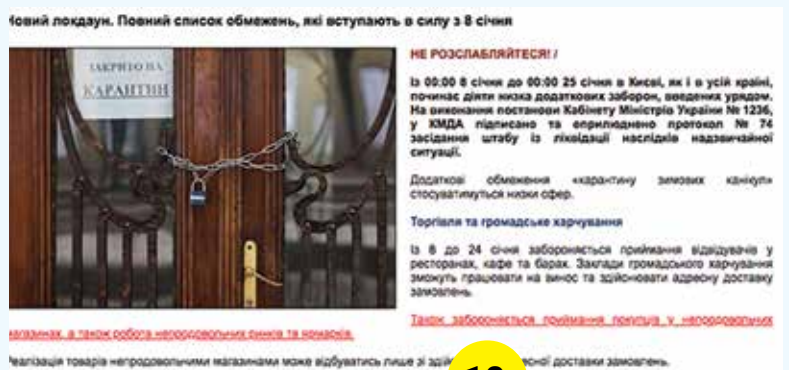 Новий локдаун. Повний список обмежень, які вступають в силу з 8 січня
ЗАКРИТО НА
КАРАНТИН
НЕ РОЗСЛАБЛЯЙТЕСЯ! /
Із 00:00 8 січня до 00:00 25 січня в Києві, як і в усій країні,
починає діяти низка додаткових заборон, введених урядом.
На виконання постанови Кабінету Міністрів України № 1236,
у КМДА підписано та оприлюднено протокол № 74
засідання штабу із ліквідації наслідків надзвичайної
ситуації.
Додаткові обмеження «карантину зимових канікул»
стосуватимуться низки сфер.
Торгівля та громадське харчування
Із 8 до 24 січня забороняється приймання відвідувачів у
ресторанах, кафе та барах. Заклади громадського харчування
зможуть працювати на винос та здійснювати адресну доставку
замовлень.
Також забороняється приймання покупців у непродовольчих
магазинах, а також робота непродовольчих ринків та ярмарків.
Реалізація товарів непродовольчими магазинами може відбуватись лише зі доставки замовлень.